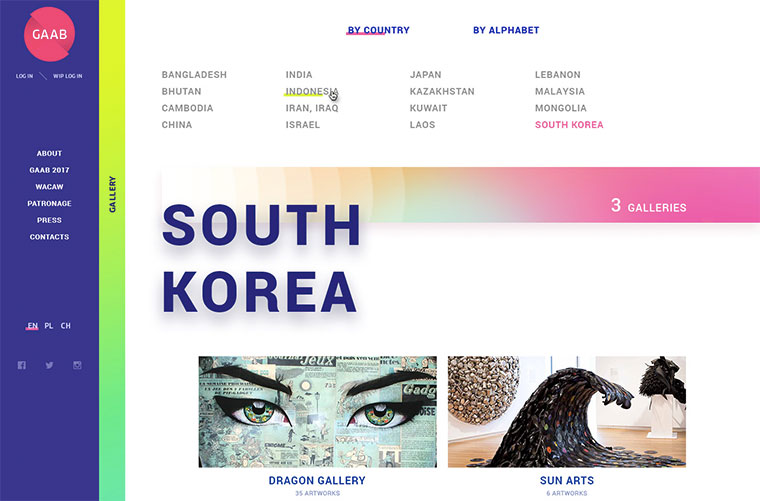 GAAB
LOG IN
WIP LOG IN
ABOUT
GAAB 2017
WACAW
PATRONAGE
PRESS
CONTACTS
EN PL CH
GALLERY
BY COUNTRY
BY ALPHABET
BANGLADESH
BHUTAN
CAMBODIA
CHINA
INDIA
INDONESIA
IRAN, IRAQ
ISRAEL
JAPAN
KAZAKHSTAN
KUWAIT
LAOS
LEBANON
MALAYSIA
MONGOLIA
SOUTH KOREA
3 GALLERIES
SOUTH
KOREA
Jeux
Gadg
DRAGON GALLERY
35 ARTWORKS
SUN ARTS
6 ARTWORKS